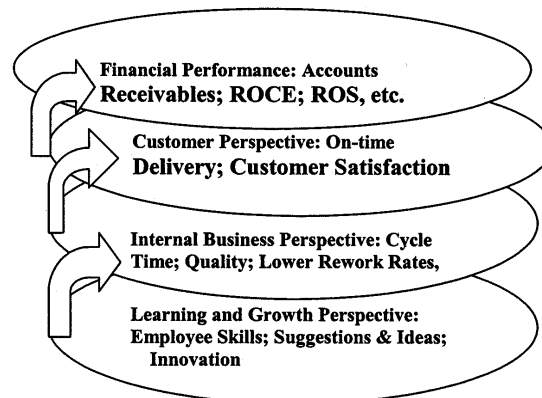 Financial Performance: Accounts
Receivables; ROCE; ROS, etc.
Customer Perspective: On-time
Delivery; Customer Satisfaction
Internal Business Perspective: Cycle
Time; Quality; Lower Rework Rates,
Learning and Growth Perspective:
Employee Skills; Suggestions & Ideas;
Innovation